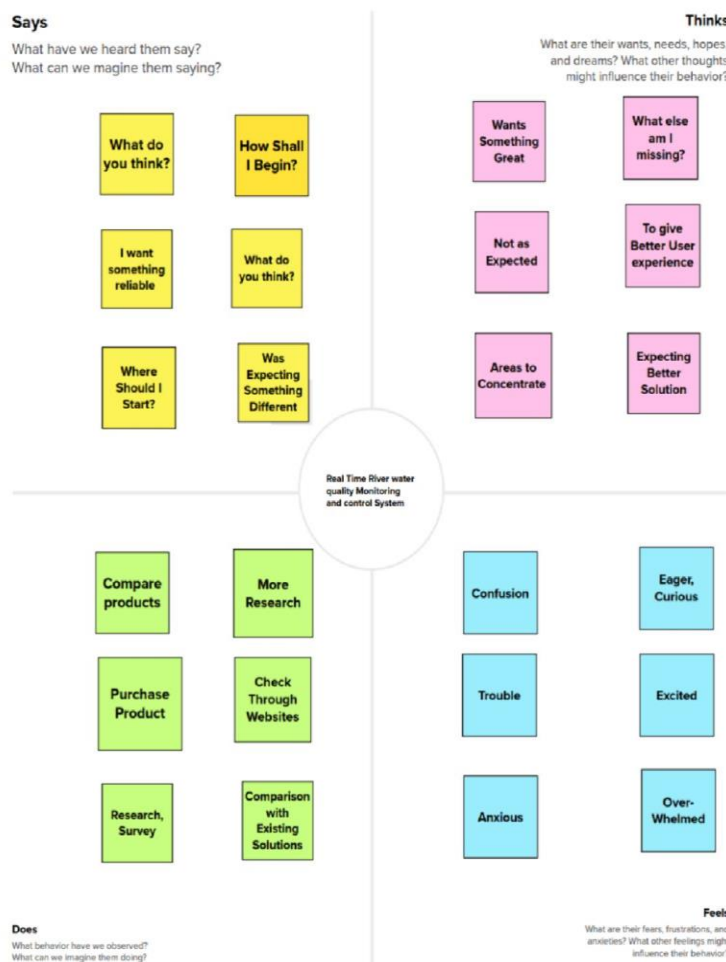 Says
What have we heard them say?
What can we magine them saying?
What do
you think?
How Shall
I Begin?
I want
something
reliable
What do
you think?
Where
Should I
Start?
Was
Expecting
Something
Different
Thinks
What are their wants, needs, hopes
and dreams? What other thoughts
might influence their behavior?
Wants
Something
Great
What else
am I
missing?
Not as
Expected
To give
Better User
experience
Areas to
Concentrate
Expecting
Better
Solution
Real Time River water
quality Monitoring
and control System
Compare
products
More
Research
Purchase
Product
Check
Through
Websites
Research,
Survey
Comparison
with
Existing
Solutions
Does
What behavior have we observed?
What can we imagine them doing?
Confusion
Eager,
Curious
Trouble
Excited
Anxious
Over-
Whelmed
Feels
What are their fears, frustrations, and
anxieties? What other feelings might
influence their behavior?